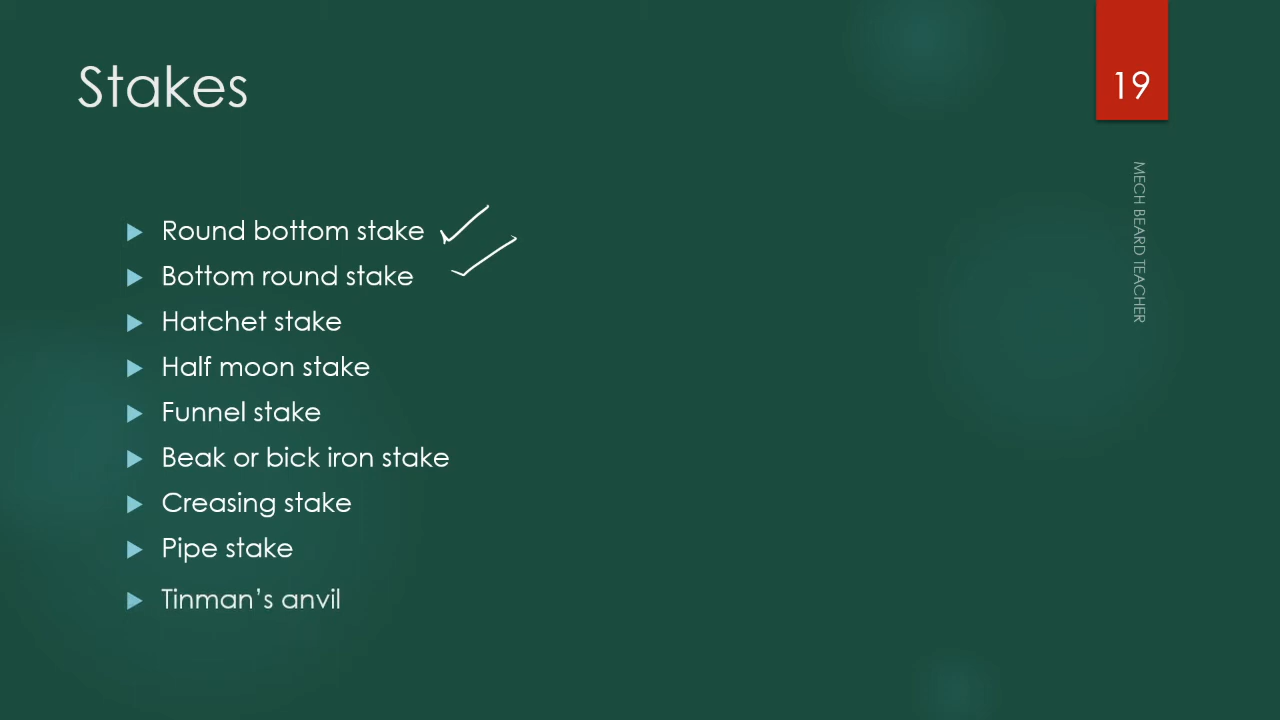 Stakes
19
MECH BEARD TEACHER
Round bottom stake
Bottom round stake
Hatchet stake
Half moon stake
Funnel stake
Beak or bick iron stake
Creasing stake
Pipe stake
Tinman’s anvil